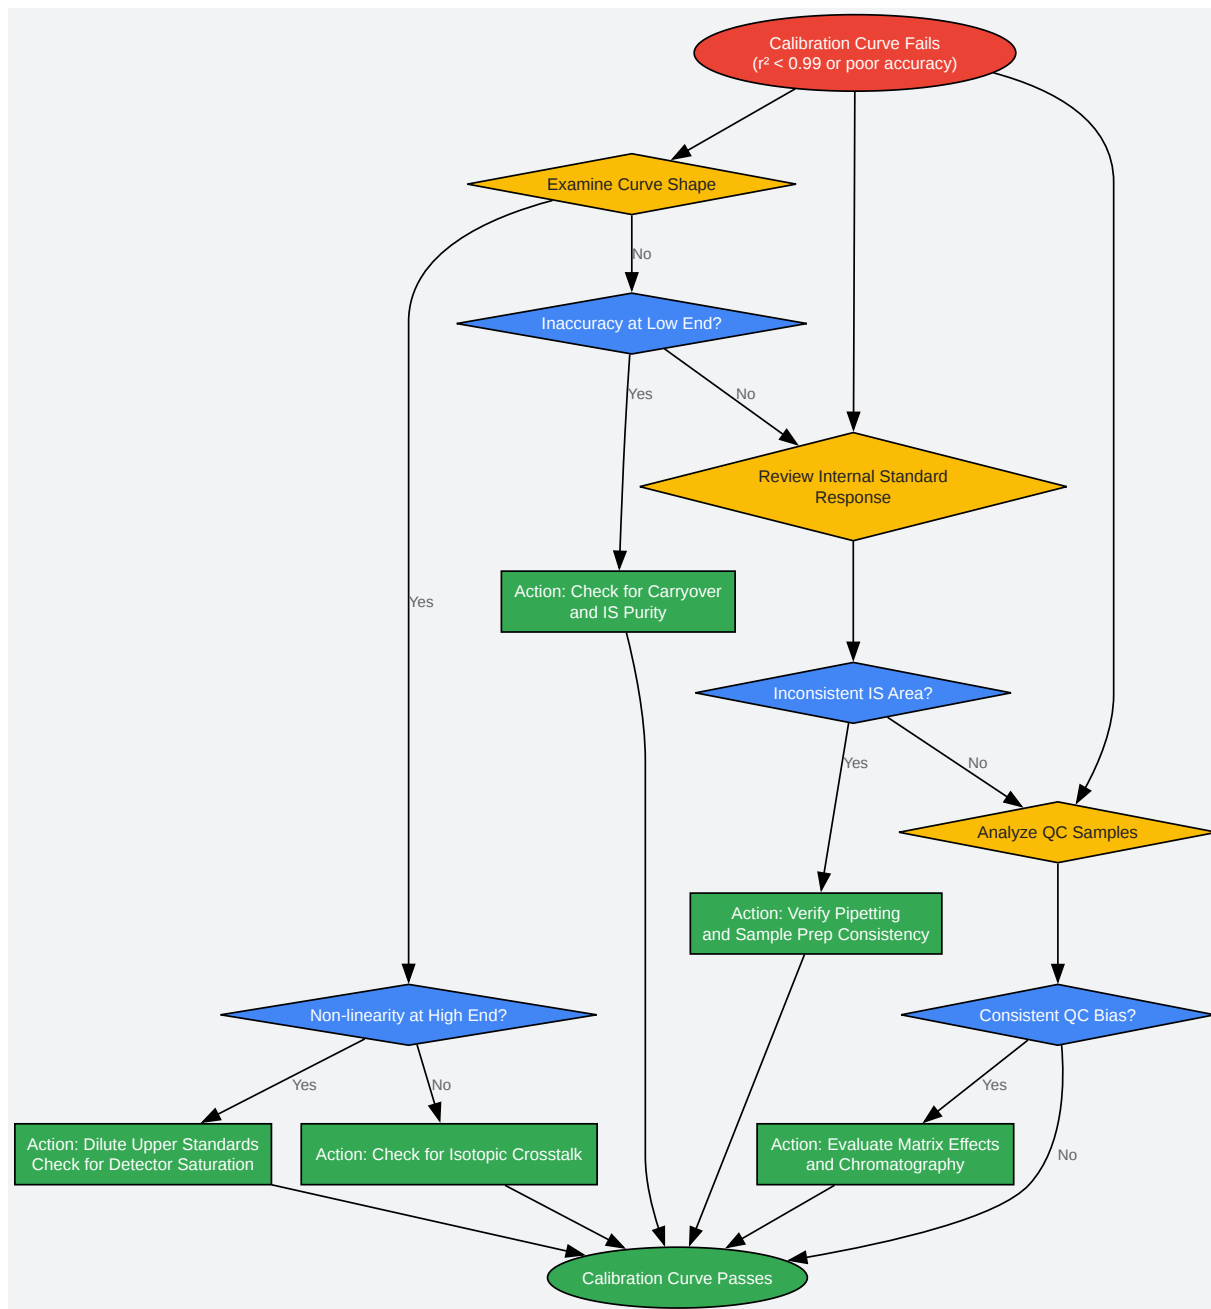 Calibration Curve Fails
(r² < 0.99 or poor accuracy)
Examine Curve Shape
No
Inaccuracy at Low End?
Yes
No
Review Internal Standard
Response
Action: Check for Carryover
and IS Purity
Yes
Inconsistent IS Area?
Yes
No
Analyze QC Samples
Action: Verify Pipetting
and Sample Prep Consistency
Non-linearity at High End?
Consistent QC Bias?
Yes
No
Yes
Action: Dilute Upper Standards
Check for Detector Saturation
Action: Check for Isotopic Crosstalk
Action: Evaluate Matrix Effects
and Chromatography
No
Calibration Curve Passes